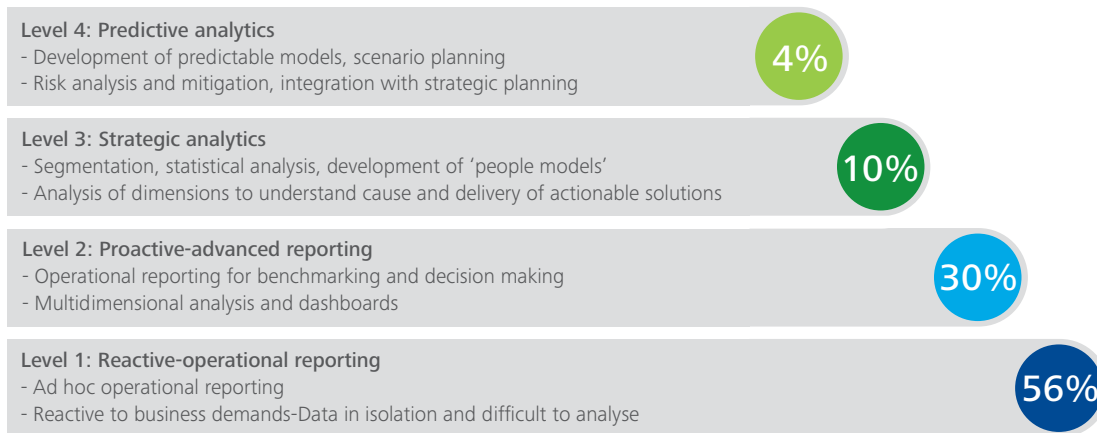 Level 4: Predictive analytics
- Development of predictable models, scenario planning
- Risk analysis and mitigation, integration with strategic planning
4%
Level 3: Strategic analytics
- Segmentation, statistical analysis, development of ‘people models’
- Analysis of dimensions to understand cause and delivery of actionable solutions
10%
Level 2: Proactive-advanced reporting
- Operational reporting for benchmarking and decision making
- Multidimensional analysis and dashboards
30%
Level 1: Reactive-operational reporting
- Ad hoc operational reporting
- Reactive to business demands-Data in isolation and difficult to analyse
56%